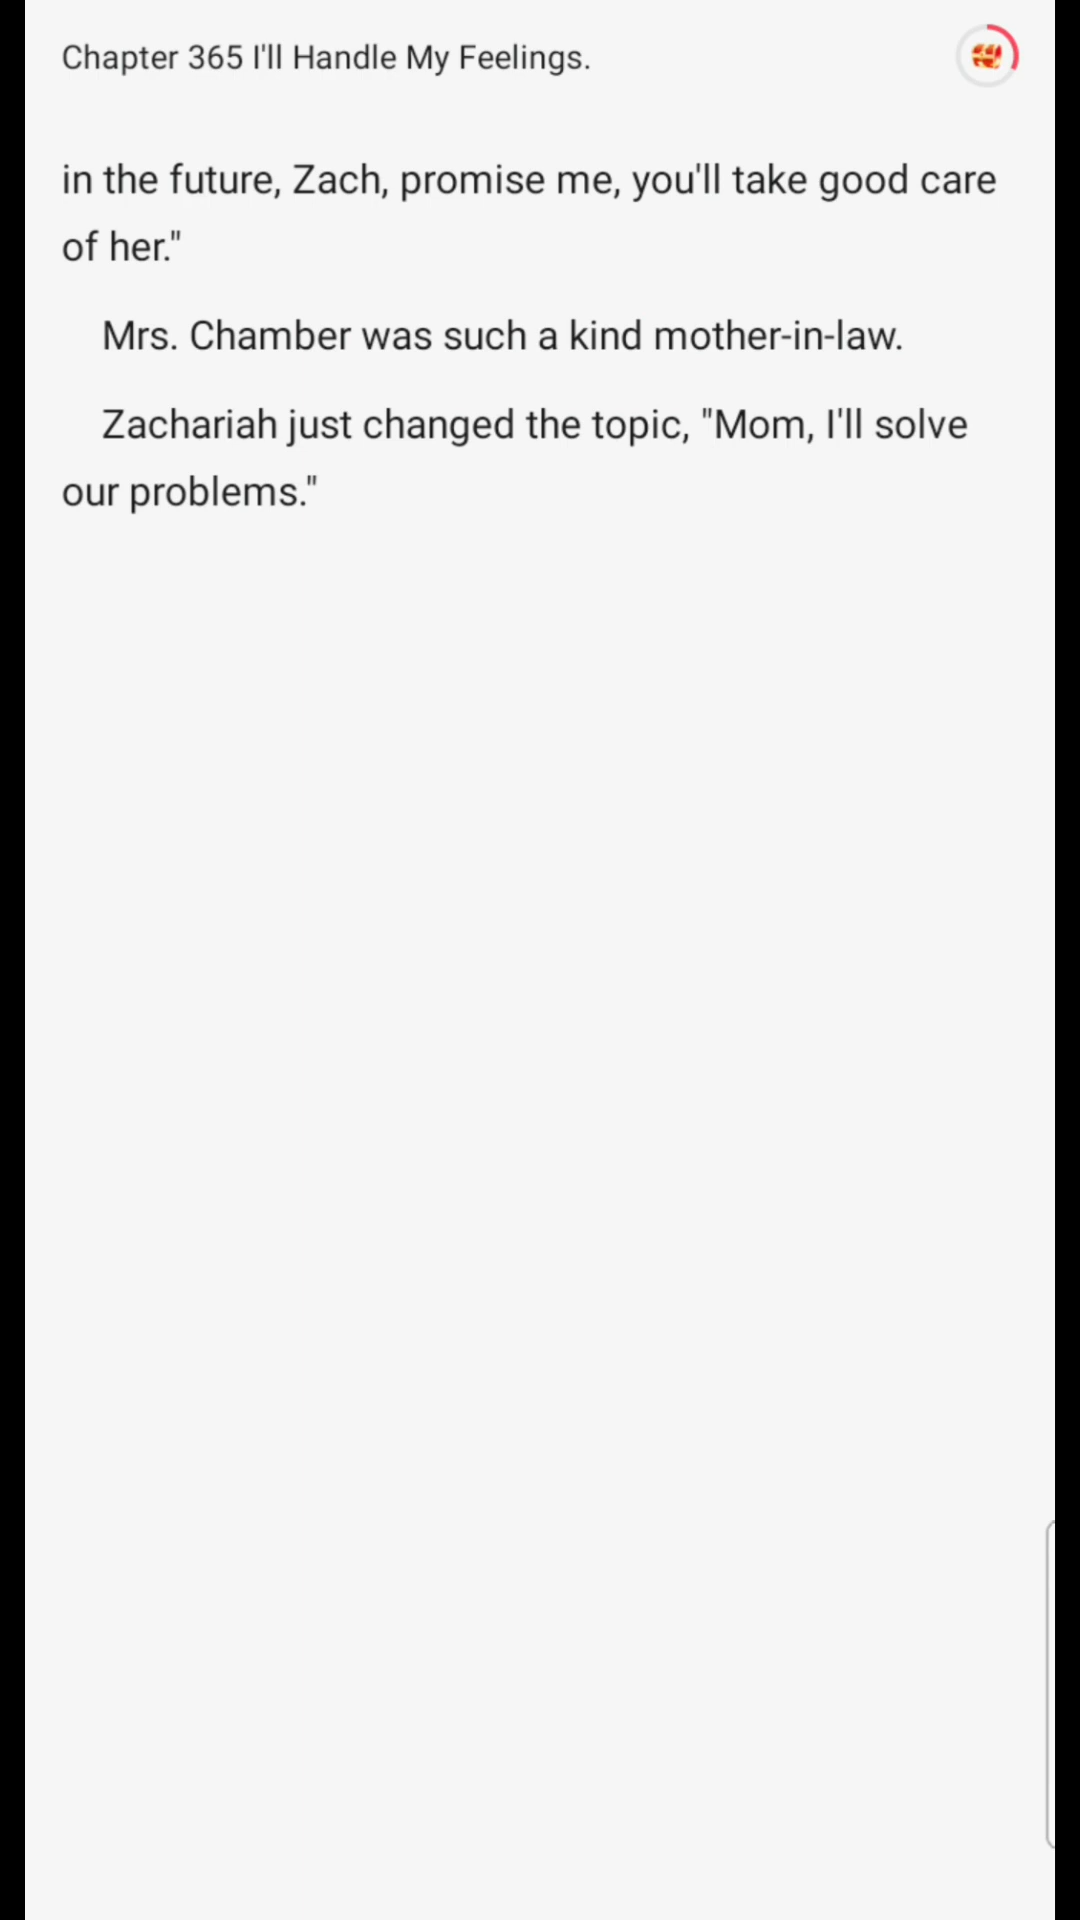 Chapter 365 I'll Handle My Feelings.
in the future, Zach, promise me, you'll take good care
of her."
Mrs. Chamber was such a kind mother-in-law.
Zachariah just changed the topic, "Mom, I'll solve
our problems."